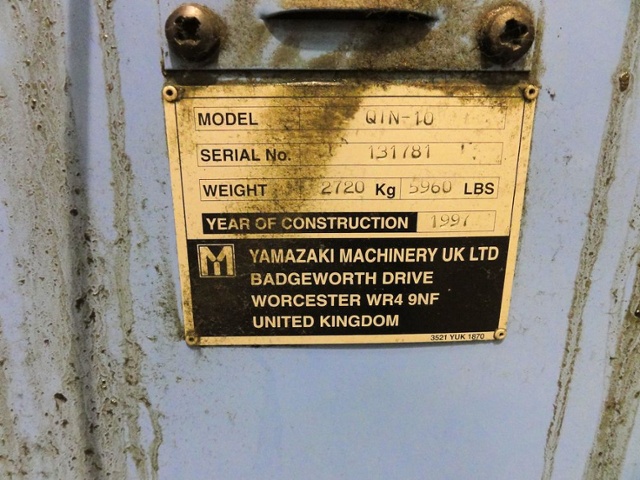 MODEL QTN-10
SERIAL No. 131781
WEIGHT 2720 Kg 5960 LBS
YEAR OF CONSTRUCTION 1997
M YAMAZAKI MACHINERY UK LTD
BADGEWORTH DRIVE
WORCESTER WR4 9NF
UNITED KINGDOM
3521 YUK 1870